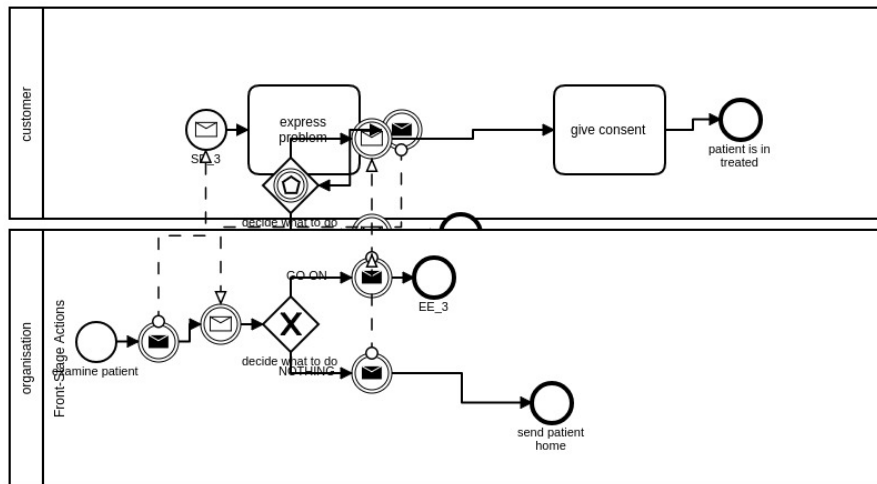 customer
express
problem
give consent
SE_3
patient is in
treated
decide what to do
organisation
Front-Stage Actions
GO ON
EE_3
examine patient
decide what to do
NOTHING
send patient
home